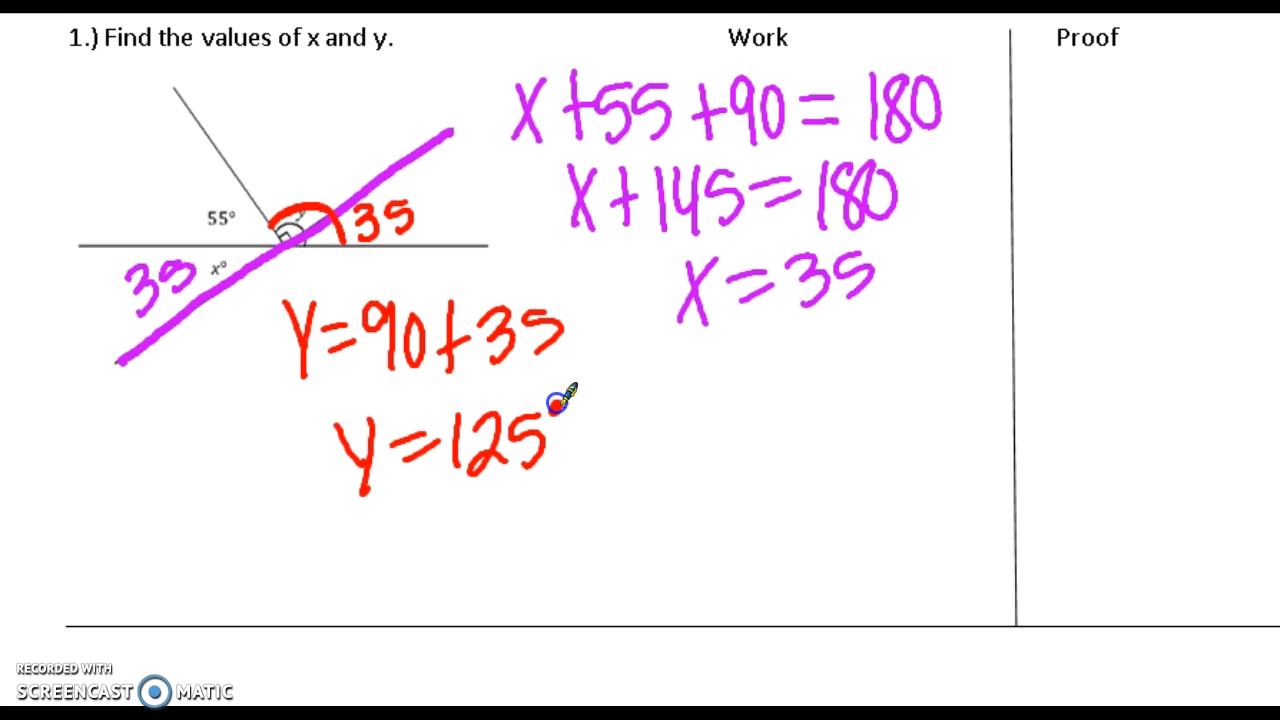 1.) Find the values of x and y.
Work
Proof
x+55+90=180
x+145=180
x=35
55°
35
35
x°
y=90+35
y=125°
RECORDED WITH
SCREENCAST MATIC